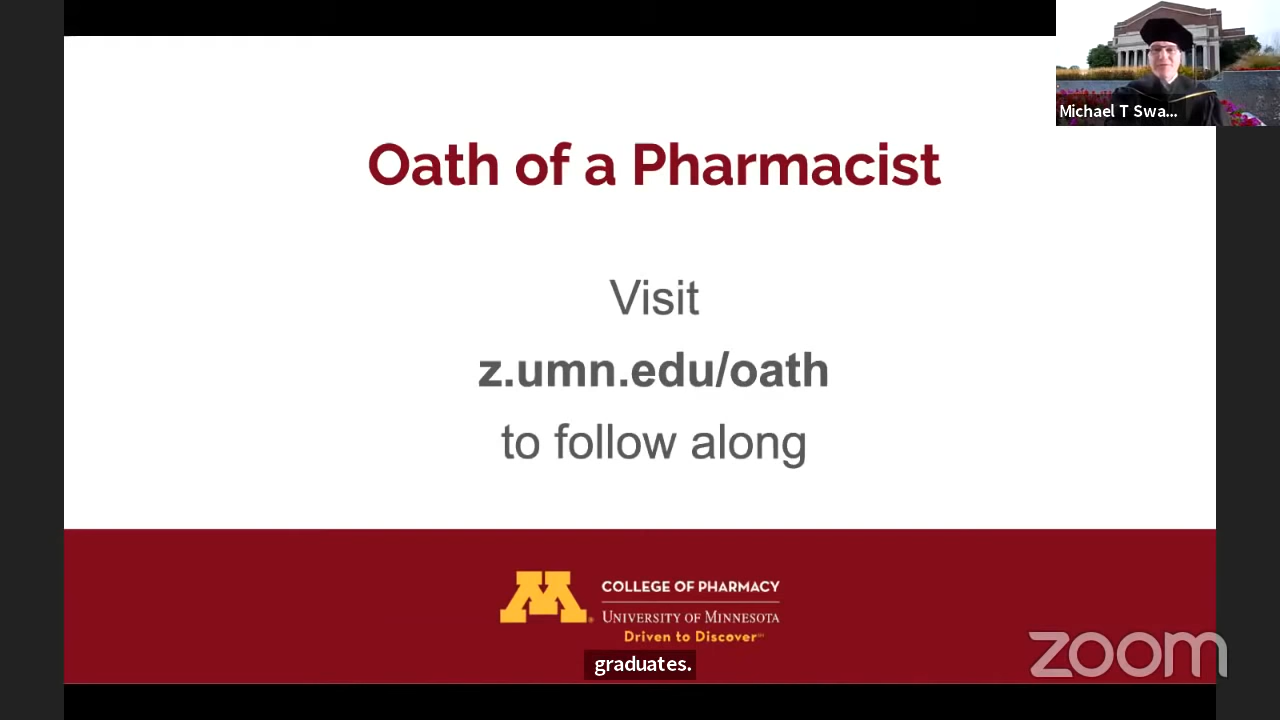 Michael T Swa...
Oath of a Pharmacist
Visit
z.umn.edu/oath
to follow along
M
COLLEGE OF PHARMACY
UNIVERSITY OF MINNESOTA
Driven to Discover℠
graduates.
zoom